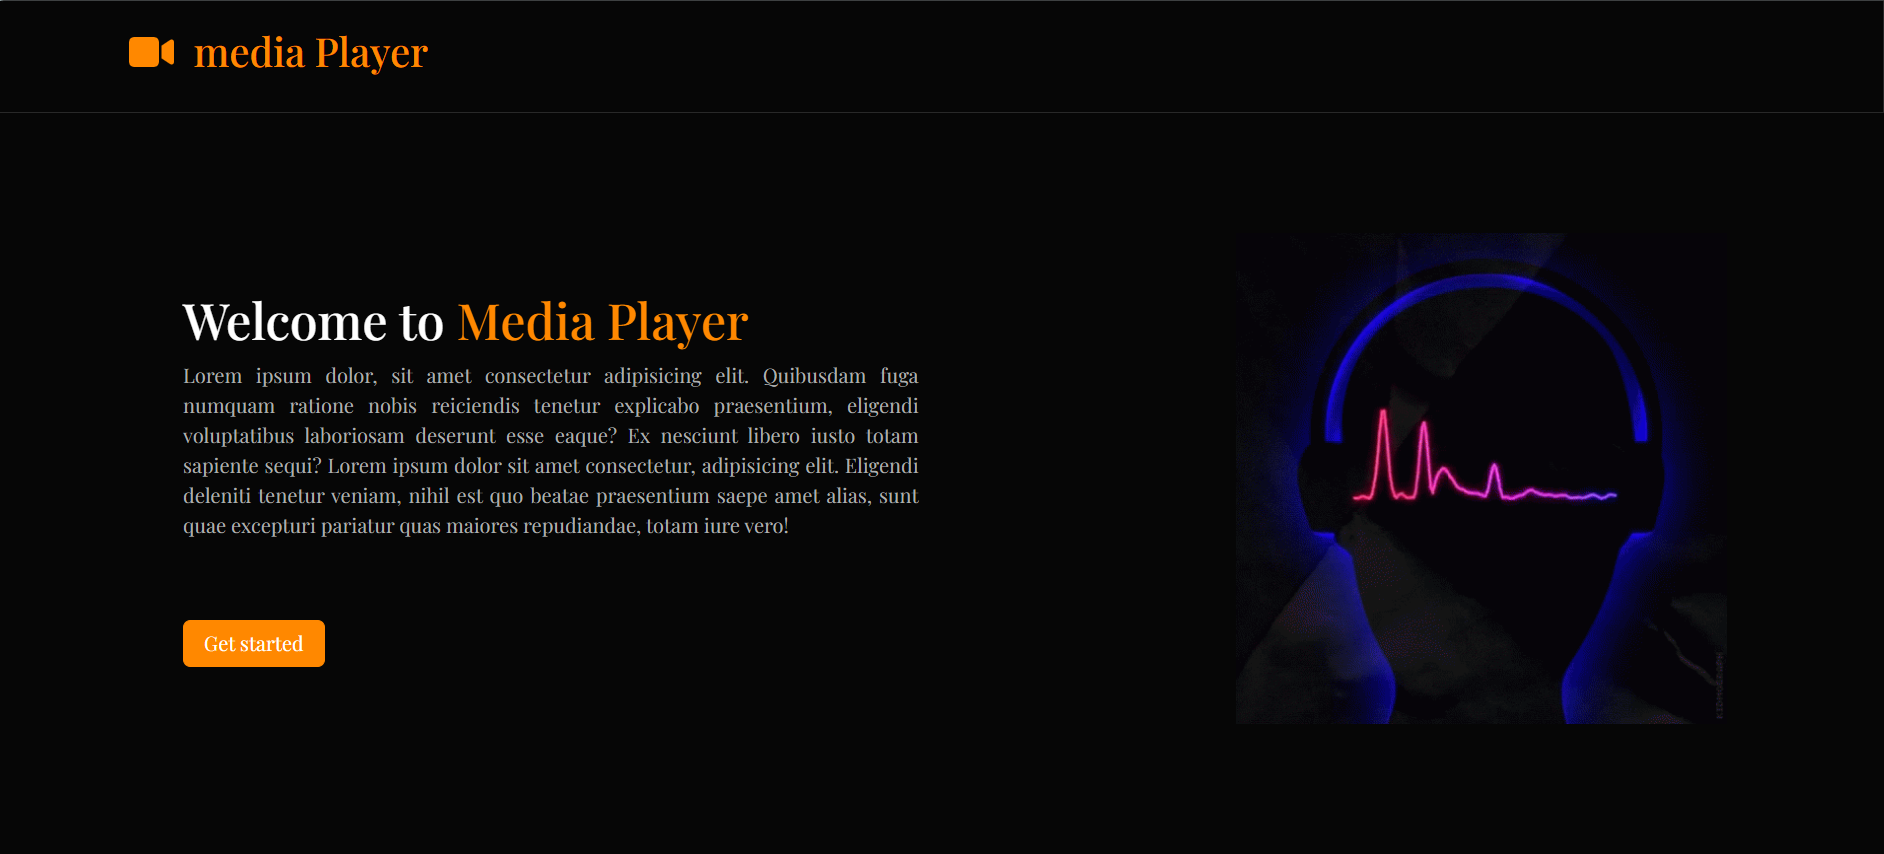 media Player
Welcome to Media Player
Lorem ipsum dolor, sit amet consectetur adipisicing elit. Quibusdam fuga
numquam ratione nobis reiciendis tenetur explicabo praesentium, eligendi
voluptatibus laboriosam deserunt esse eaque? Ex nesciunt libero iusto totam
sapiente sequi? Lorem ipsum dolor sit amet consectetur, adipisicing elit. Eligendi
deleniti tenetur veniam, nihil est quo beatae praesentium saepe amet alias, sunt
quae excepturi pariatur quas maiores repudiandae, totam iure vero!
Get started